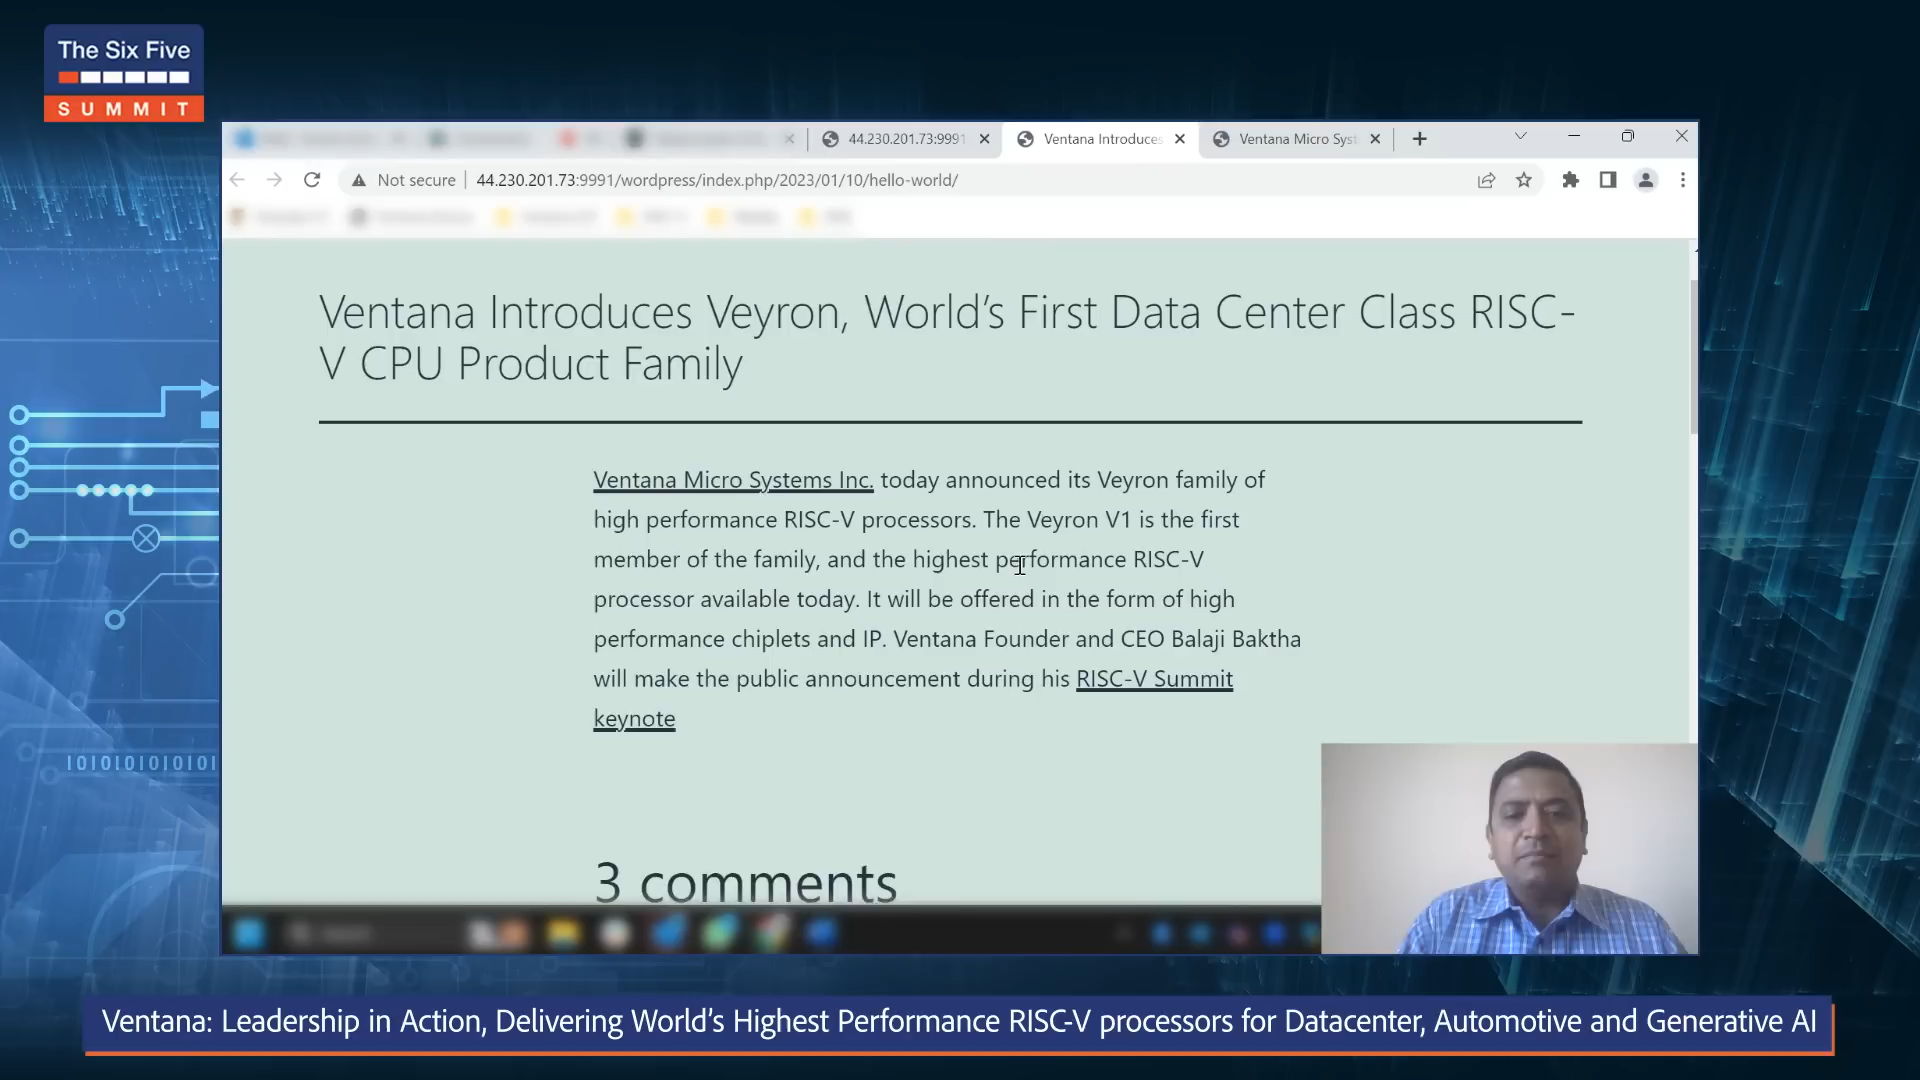 The Six Five
SUMMIT
44.230.201.73:9991
Ventana Introduces
Ventana Micro Syst
Not secure
44.230.201.73:9991/wordpress/index.php/2023/01/10/hello-world/
Ventana Introduces Veyron, World’s First Data Center Class RISC-
V CPU Product Family
Ventana Micro Systems Inc. today announced its Veyron family of
high performance RISC-V processors. The Veyron V1 is the first
member of the family, and the highest performance RISC-V
processor available today. It will be offered in the form of high
performance chiplets and IP. Ventana Founder and CEO Balaji Baktha
will make the public announcement during his RISC-V Summit
keynote
3 comments
101010101010101
Ventana: Leadership in Action, Delivering World’s Highest Performance RISC-V processors for Datacenter, Automotive and Generative AI